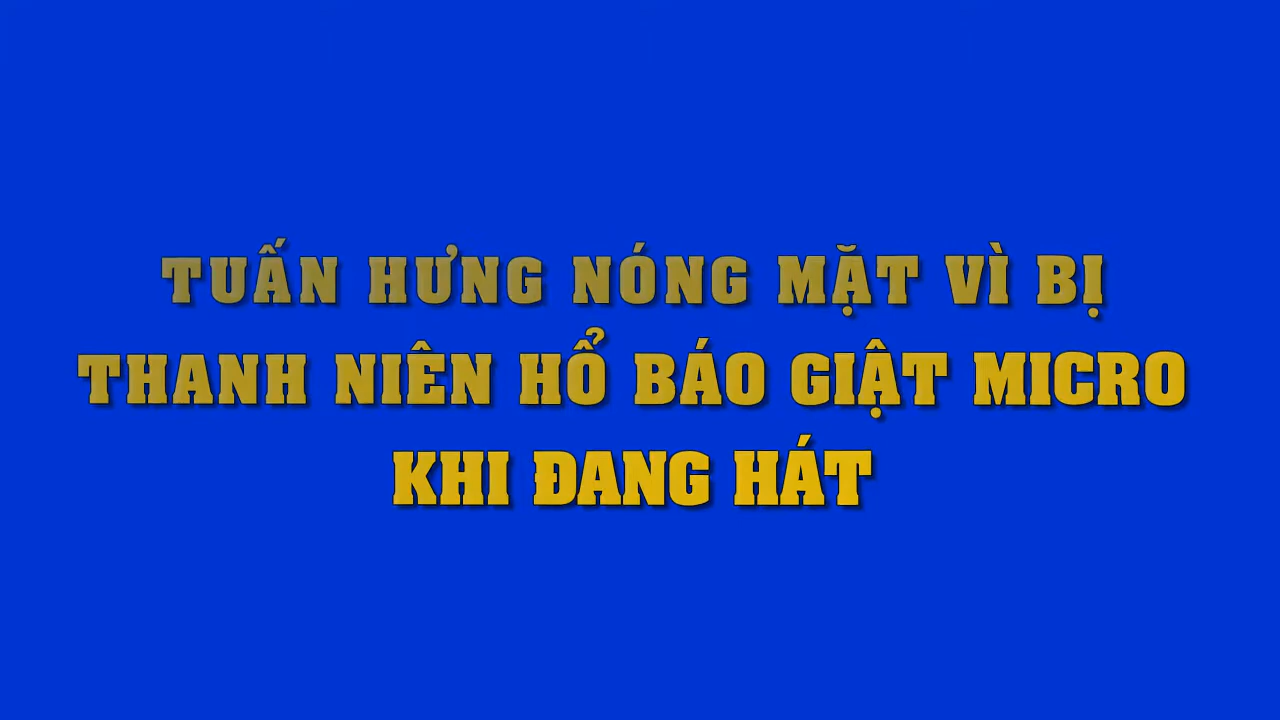 TUẤN HƯNG NÓNG MẶT VÌ BỊ
THANH NIÊN HỔ BÁO GIẬT MICRO
KHI ĐANG HÁT